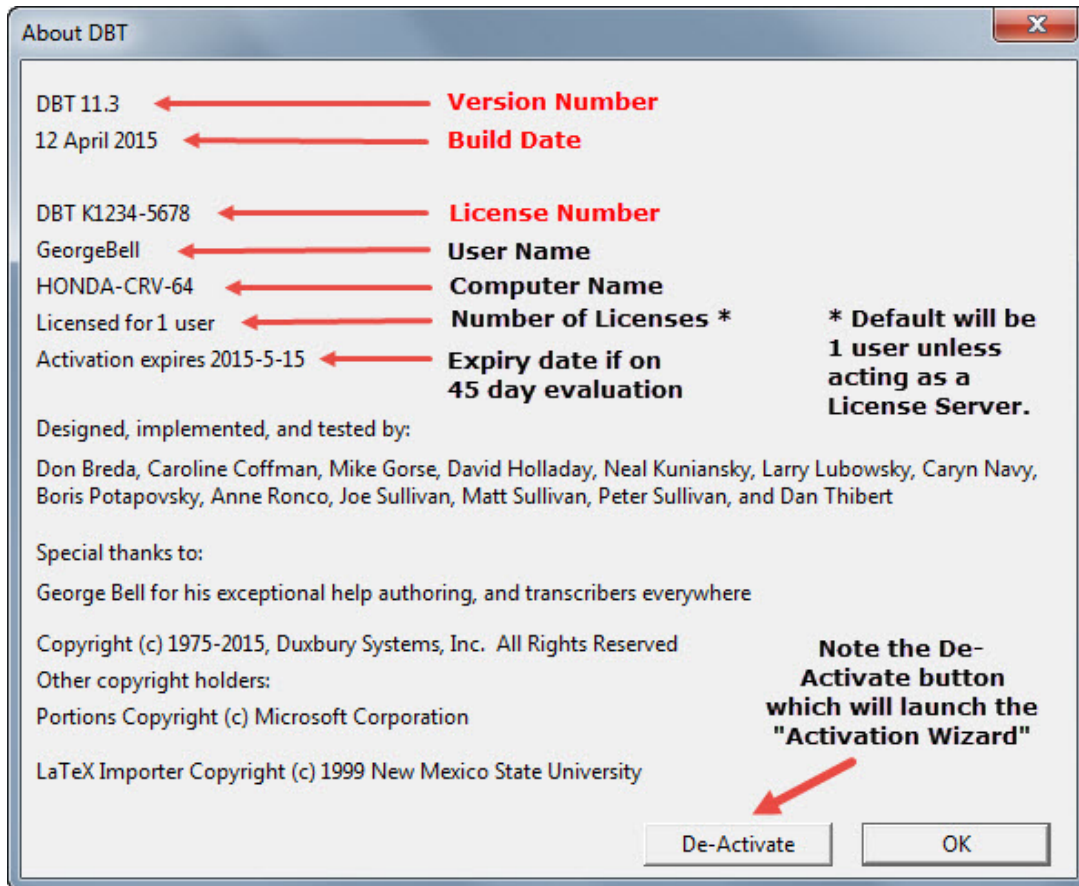 About DBT
DBT 11.3
Version Number
12 April 2015
Build Date
DBT K1234-5678
License Number
GeorgeBell
User Name
HONDA-CRV-64
Computer Name
Licensed for 1 user
Number of Licenses *
* Default will be
1 user unless
acting as a
License Server.
Activation expires 2015-5-15
Expiry date if on
45 day evaluation
Designed, implemented, and tested by:
Don Breda, Caroline Coffman, Mike Gorse, David Holladay, Neal Kuniansky, Larry Lubowsky, Caryn Navy,
Boris Potapovsky, Anne Ronco, Joe Sullivan, Matt Sullivan, Peter Sullivan, and Dan Thibert
Special thanks to:
George Bell for his exceptional help authoring, and transcribers everywhere
Copyright (c) 1975-2015, Duxbury Systems, Inc.  All Rights Reserved
Other copyright holders:
Portions Copyright (c) Microsoft Corporation
LaTeX Importer Copyright (c) 1999 New Mexico State University
Note the De-
Activate button
which will launch the
"Activation Wizard"
De-Activate
OK